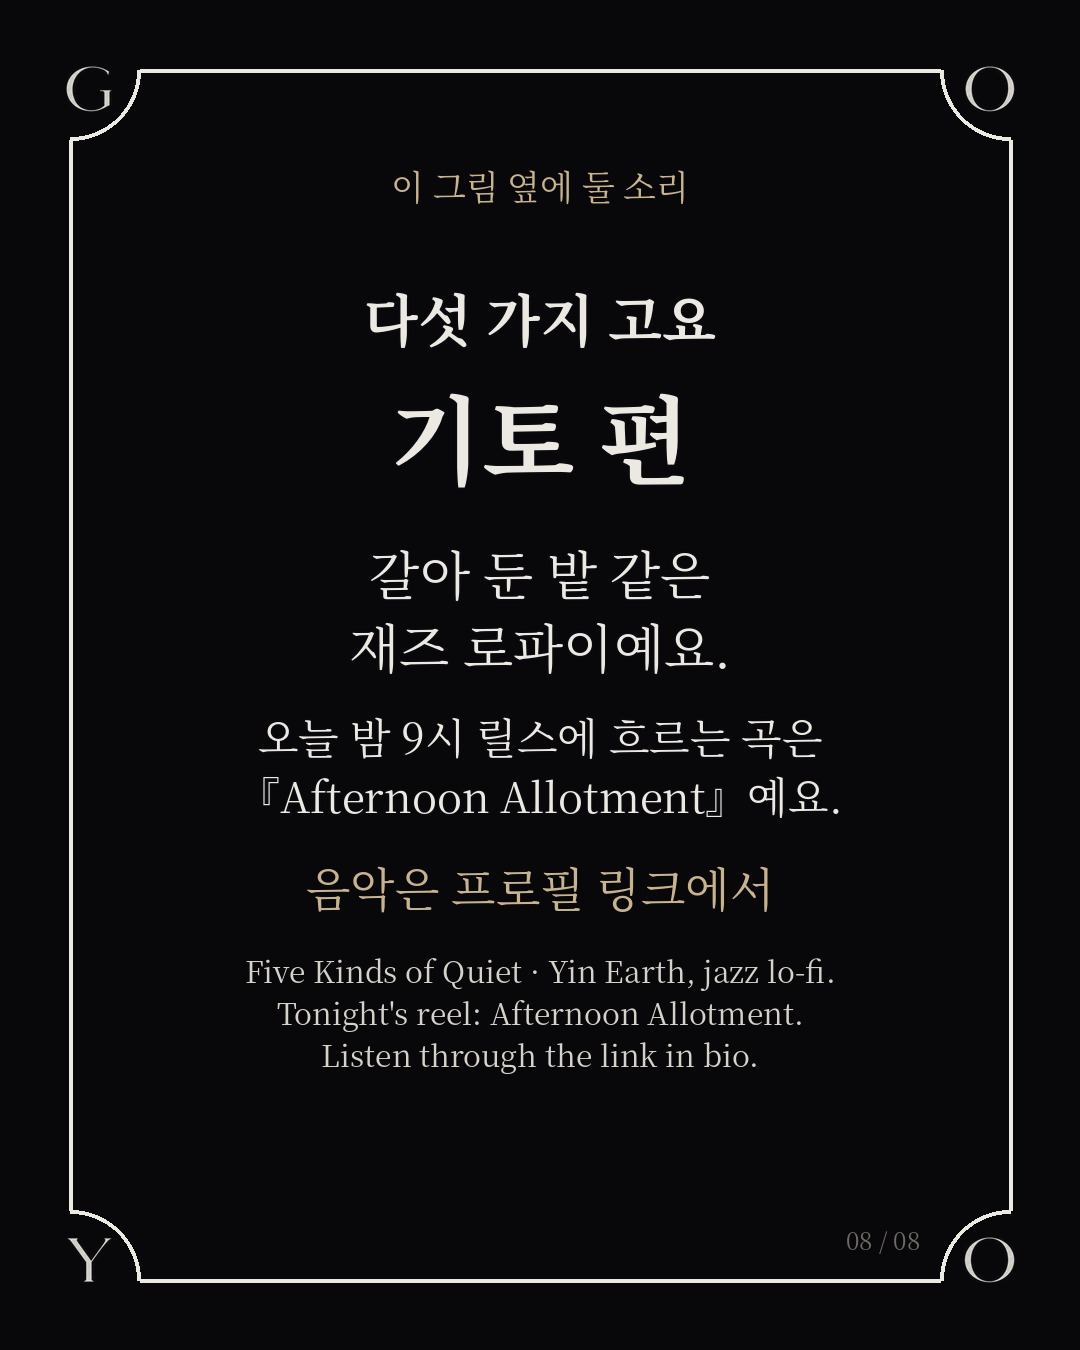 G O
이 그림 옆에 둘 소리
다섯 가지 고요
기토 편
갈아 둔 밭 같은
재즈 로파이예요.
오늘 밤 9시 릴스에 흐르는 곡은
『Afternoon Allotment』예요.
음악은 프로필 링크에서
Five Kinds of Quiet · Yin Earth, jazz lo-fi.
Tonight's reel: Afternoon Allotment.
Listen through the link in bio.
08 / 08
Y O